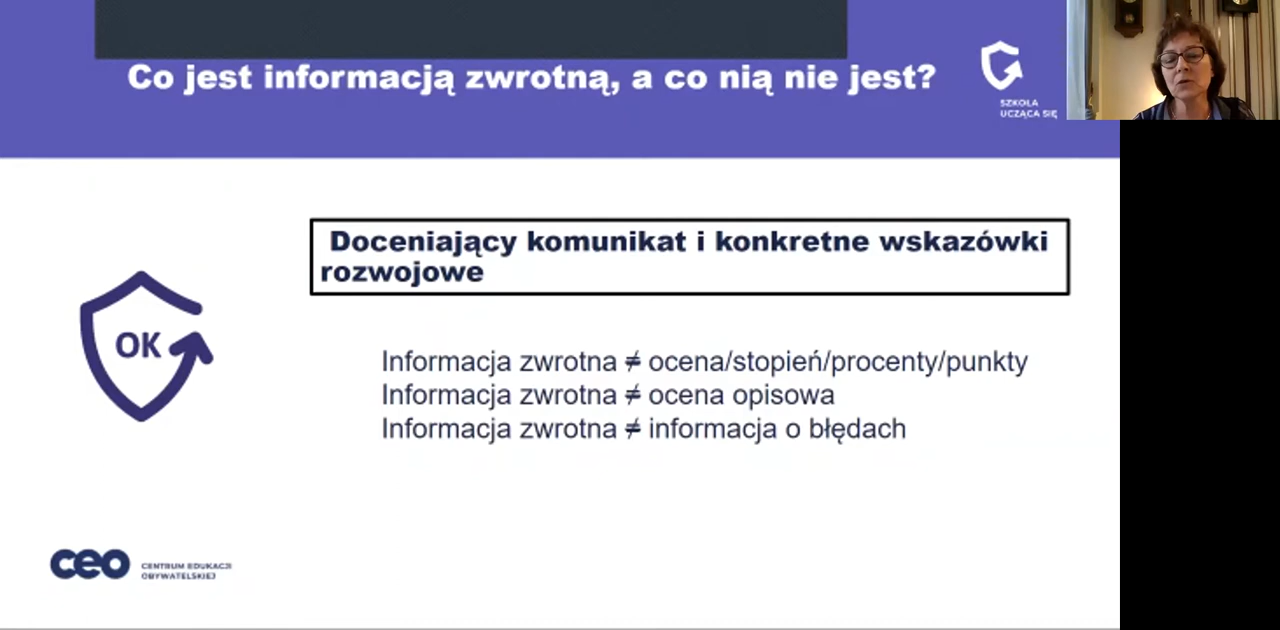 Co jest informacją zwrotną, a co nią nie jest?
SZKOŁA
UCZĄCA SIĘ
Doceniający komunikat i konkretne wskazówki
rozwojowe
OK
Informacja zwrotna ≠ ocena/stopień/procenty/punkty
Informacja zwrotna ≠ ocena opisowa
Informacja zwrotna ≠ informacja o błędach
ceo
CENTRUM EDUKACJI
OBYWATELSKIEJ